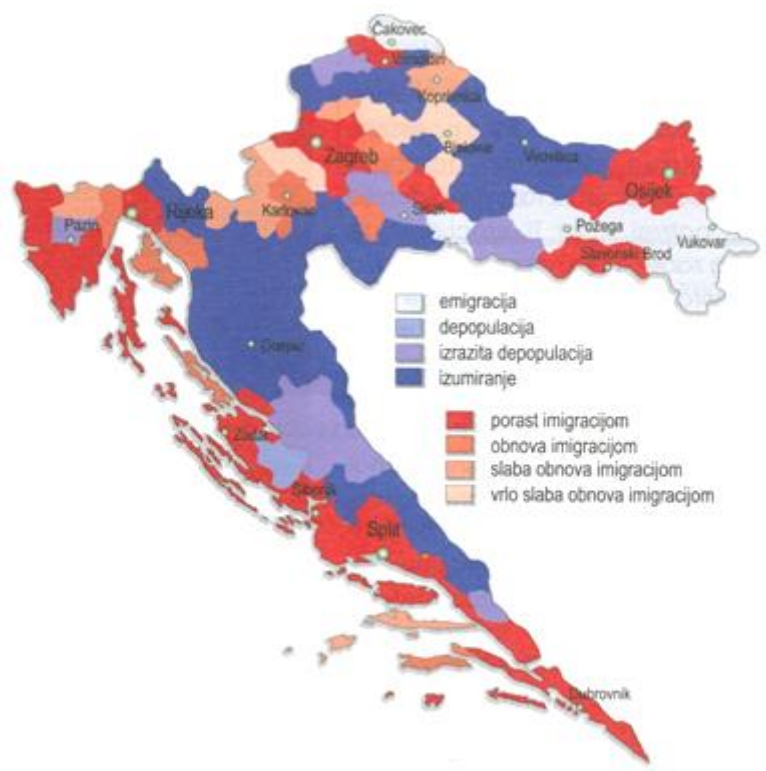 Čakovec
Varaždin
Koprivnica
Bjelovar
Virovitica
Zagreb
Osijek
Rijeka
Karlovac
Sisak
Pazin
Požega
Vukovar
Slavonski Brod
emigracija
depopulacija
izrazita depopulacija
izumiranje
Gospić
porast imigracijom
obnova imigracijom
slaba obnova imigracijom
vrlo slaba obnova imigracijom
Zadar
Šibenik
Split
Dubrovnik